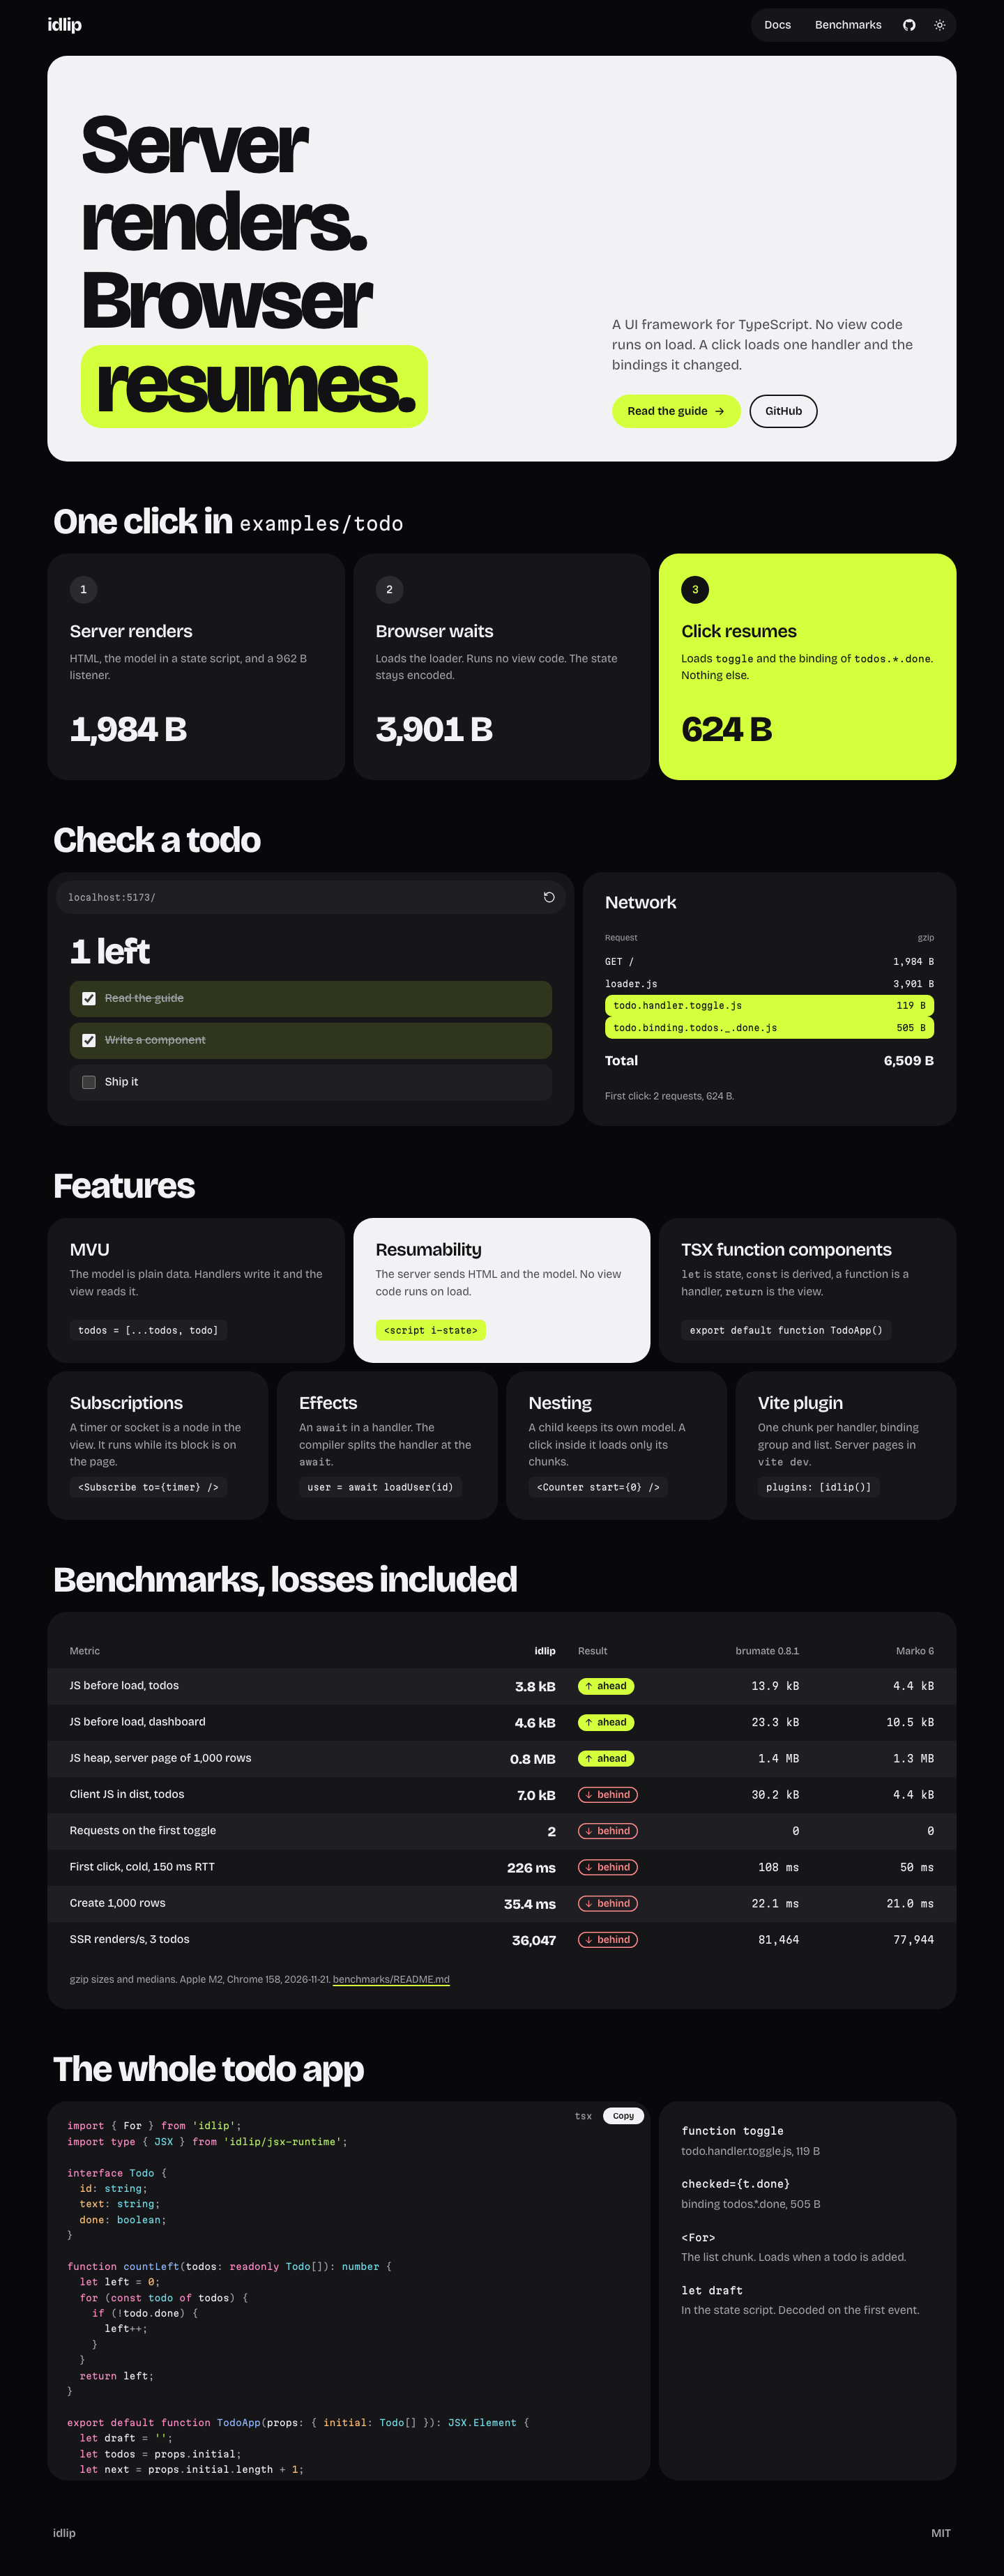 idlip
Docs Benchmarks
Server
renders.
Browser
resumes.
A UI framework for TypeScript. No view code
runs on load. A click loads one handler and the
bindings it changed.
Read the guide → GitHub
One click in examples/todo
1
Server renders
HTML, the model in a state script, and a 962 B
listener.
1,984 B
2
Browser waits
Loads the loader. Runs no view code. The state
stays encoded.
3,901 B
3
Click resumes
Loads toggle and the binding of todos.*.done.
Nothing else.
624 B
Check a todo
localhost:5173/
1 left
Read the guide
Write a component
Ship it
Network
Request gzip
GET / 1,984 B
loader.js 3,901 B
todo.handler.toggle.js 119 B
todo.binding.todos._.done.js 505 B
Total 6,509 B
First click: 2 requests, 624 B.
Features
MVU
The model is plain data. Handlers write it and the
view reads it.
todos = [...todos, todo]
Resumability
The server sends HTML and the model. No view
code runs on load.
<script i-state>
TSX function components
let is state, const is derived, a function is a
handler, return is the view.
export default function TodoApp()
Subscriptions
A timer or socket is a node in the
view. It runs while its block is on
the page.
<Subscribe to={timer} />
Effects
An await in a handler. The
compiler splits the handler at the
await.
user = await loadUser(id)
Nesting
A child keeps its own model. A
click inside it loads only its
chunks.
<Counter start={0} />
Vite plugin
One chunk per handler, binding
group and list. Server pages in
vite dev.
plugins: [idlip()]
Benchmarks, losses included
Metric idlip Result brumate 0.8.1 Marko 6
JS before load, todos 3.8 kB ↑ ahead 13.9 kB 4.4 kB
JS before load, dashboard 4.6 kB ↑ ahead 23.3 kB 10.5 kB
JS heap, server page of 1,000 rows 0.8 MB ↑ ahead 1.4 MB 1.3 MB
Client JS in dist, todos 7.0 kB ↓ behind 30.2 kB 4.4 kB
Requests on the first toggle 2 ↓ behind 0 0
First click, cold, 150 ms RTT 226 ms ↓ behind 108 ms 50 ms
Create 1,000 rows 35.4 ms ↓ behind 22.1 ms 21.0 ms
SSR renders/s, 3 todos 36,047 ↓ behind 81,464 77,944
gzip sizes and medians. Apple M2, Chrome 158, 2026-11-21. benchmarks/README.md
The whole todo app
tsx Copy
import { For } from 'idlip';
import type { JSX } from 'idlip/jsx-runtime';
interface Todo {
id: string;
text: string;
done: boolean;
}
function countLeft(todos: readonly Todo[]): number {
let left = 0;
for (const todo of todos) {
if (!todo.done) {
left++;
}
}
return left;
}
export default function TodoApp(props: { initial: Todo[] }): JSX.Element {
let draft = '';
let todos = props.initial;
let next = props.initial.length + 1;
function toggle
todo.handler.toggle.js, 119 B
checked={t.done}
binding todos.*.done, 505 B
<For>
The list chunk. Loads when a todo is added.
let draft
In the state script. Decoded on the first event.
idlip MIT